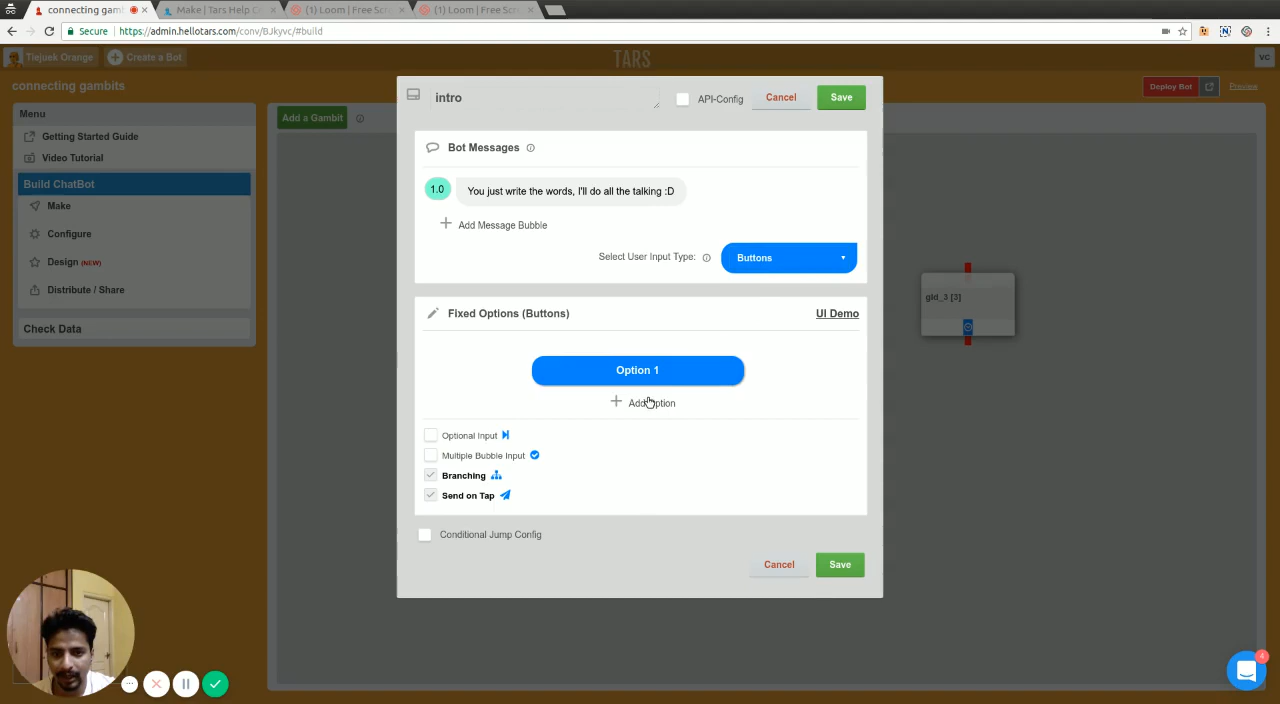 connecting gambits
Make | Tars Help C
(1) Loom | Free Scr
(1) Loom | Free Scr
Secure
https://admin.hellotars.com/conv/BJkyvc/#build
Tiejuek Orange
Create a Bot
TARS
VC
connecting gambits
Deploy Bot
Preview
Menu
Getting Started Guide
Video Tutorial
Build ChatBot
Make
Configure
Design (NEW)
Distribute / Share
Check Data
Add a Gambit
intro
API-Config
Cancel
Save
Bot Messages
1.0
You just write the words, I'll do all the talking :D
Add Message Bubble
Select User Input Type:
Buttons
Fixed Options (Buttons)
UI Demo
Option 1
Add Option
Optional Input
Multiple Bubble Input
Branching
Send on Tap
Conditional Jump Config
Cancel
Save
gId_3 [3]
4